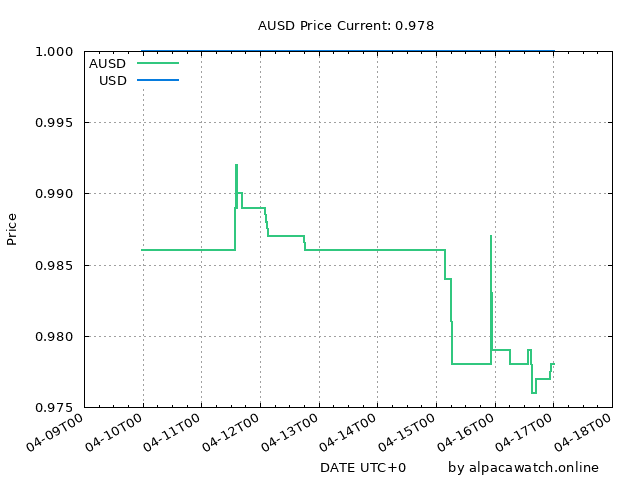 AUSD Price Current: 0.978
1.000
0.995
0.990
0.985
0.980
0.975
Price
AUSD
USD
04-09T00
04-10T00
04-11T00
04-12T00
04-13T00
04-14T00
04-15T00
04-16T00
04-17T00
04-18T00
DATE UTC+0
by alpacawatch.online